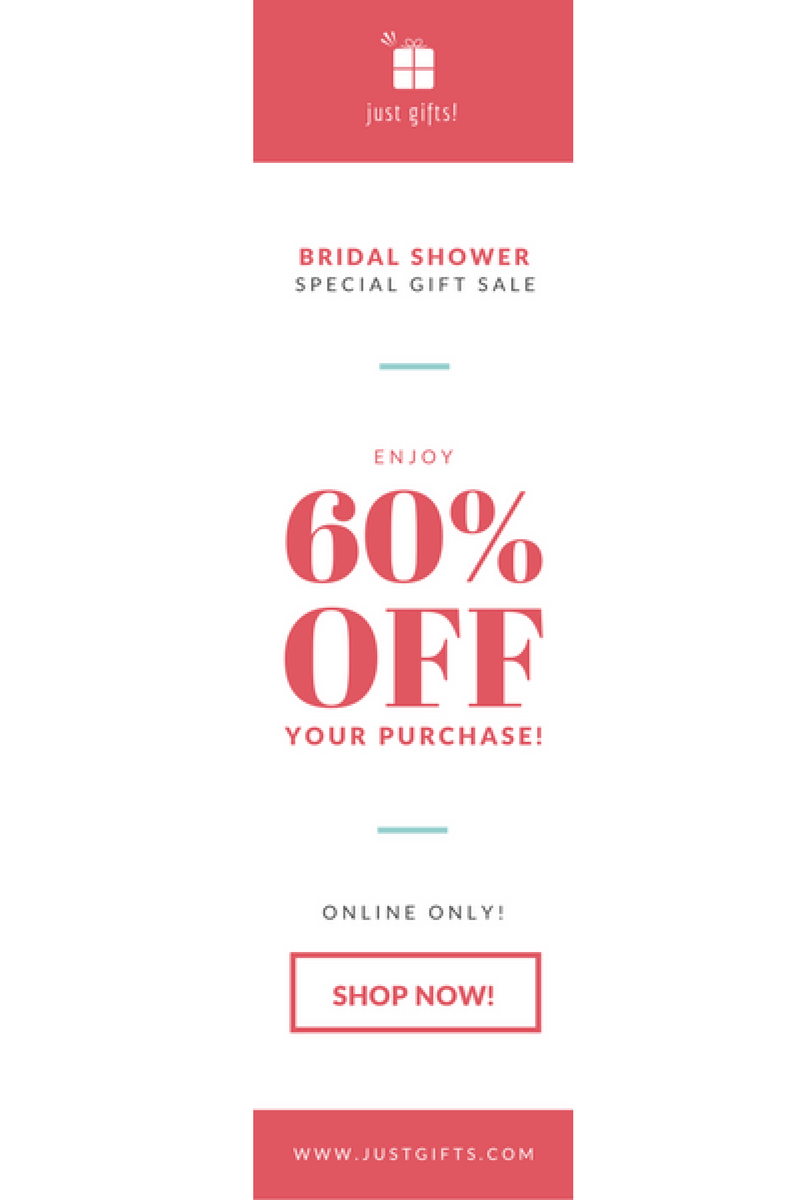 just gifts!
BRIDAL SHOWER
SPECIAL GIFT SALE
ENJOY
60%
OFF
YOUR PURCHASE!
ONLINE ONLY!
SHOP NOW!
WWW.JUSTGIFTS.COM